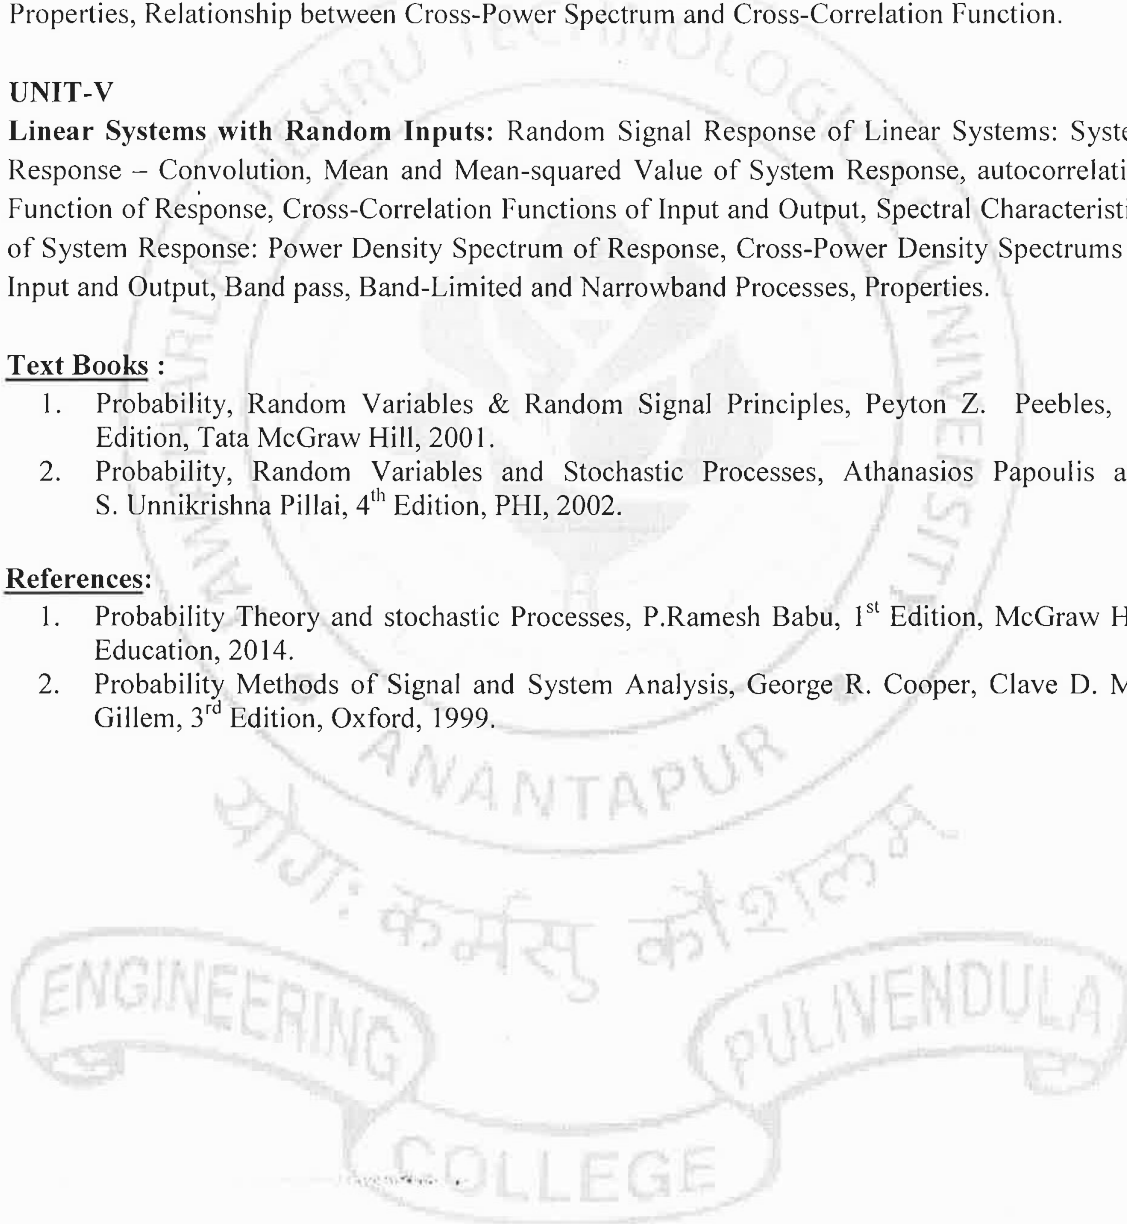 Properties, Relationship between Cross-Power Spectrum and Cross-Correlation Function.
UNIT-V
Linear Systems with Random Inputs: Random Signal Response of Linear Systems: Syste
Response – Convolution, Mean and Mean-squared Value of System Response, autocorrelati
Function of Response, Cross-Correlation Functions of Input and Output, Spectral Characteristi
of System Response: Power Density Spectrum of Response, Cross-Power Density Spectrums
Input and Output, Band pass, Band-Limited and Narrowband Processes, Properties.
Text Books :
1. Probability, Random Variables & Random Signal Principles, Peyton Z. Peebles,
Edition, Tata McGraw Hill, 2001.
2. Probability, Random Variables and Stochastic Processes, Athanasios Papoulis a
S. Unnikrishna Pillai, 4th Edition, PHI, 2002.
References:
1. Probability Theory and stochastic Processes, P.Ramesh Babu, 1st Edition, McGraw H
Education, 2014.
2. Probability Methods of Signal and System Analysis, George R. Cooper, Clave D. M
Gillem, 3rd Edition, Oxford, 1999.
AWAHARLAL NEHRU TECHNOLOGICAL UNIVERSITY
ANANTAPUR
योगः कर्मसु कौशलम
ENGINEERING
COLLEGE
PULIVENDULA